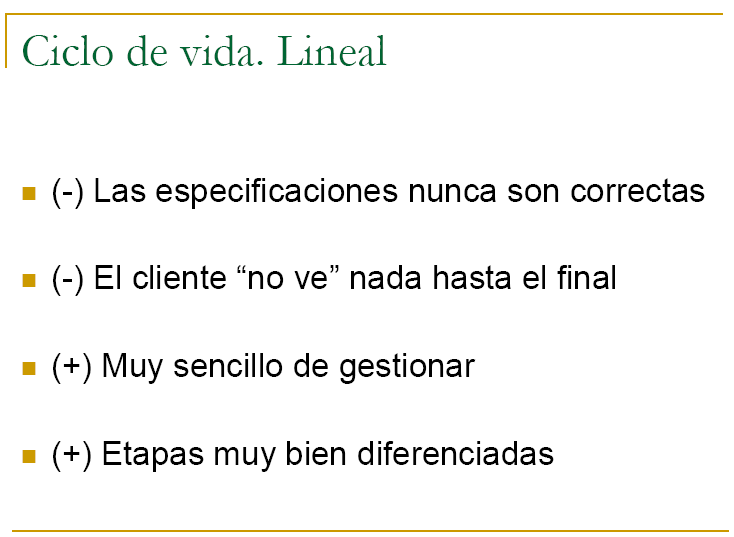 Ciclo de vida. Lineal
(-) Las especificaciones nunca son correctas
(-) El cliente “no ve” nada hasta el final
(+) Muy sencillo de gestionar
(+) Etapas muy bien diferenciadas